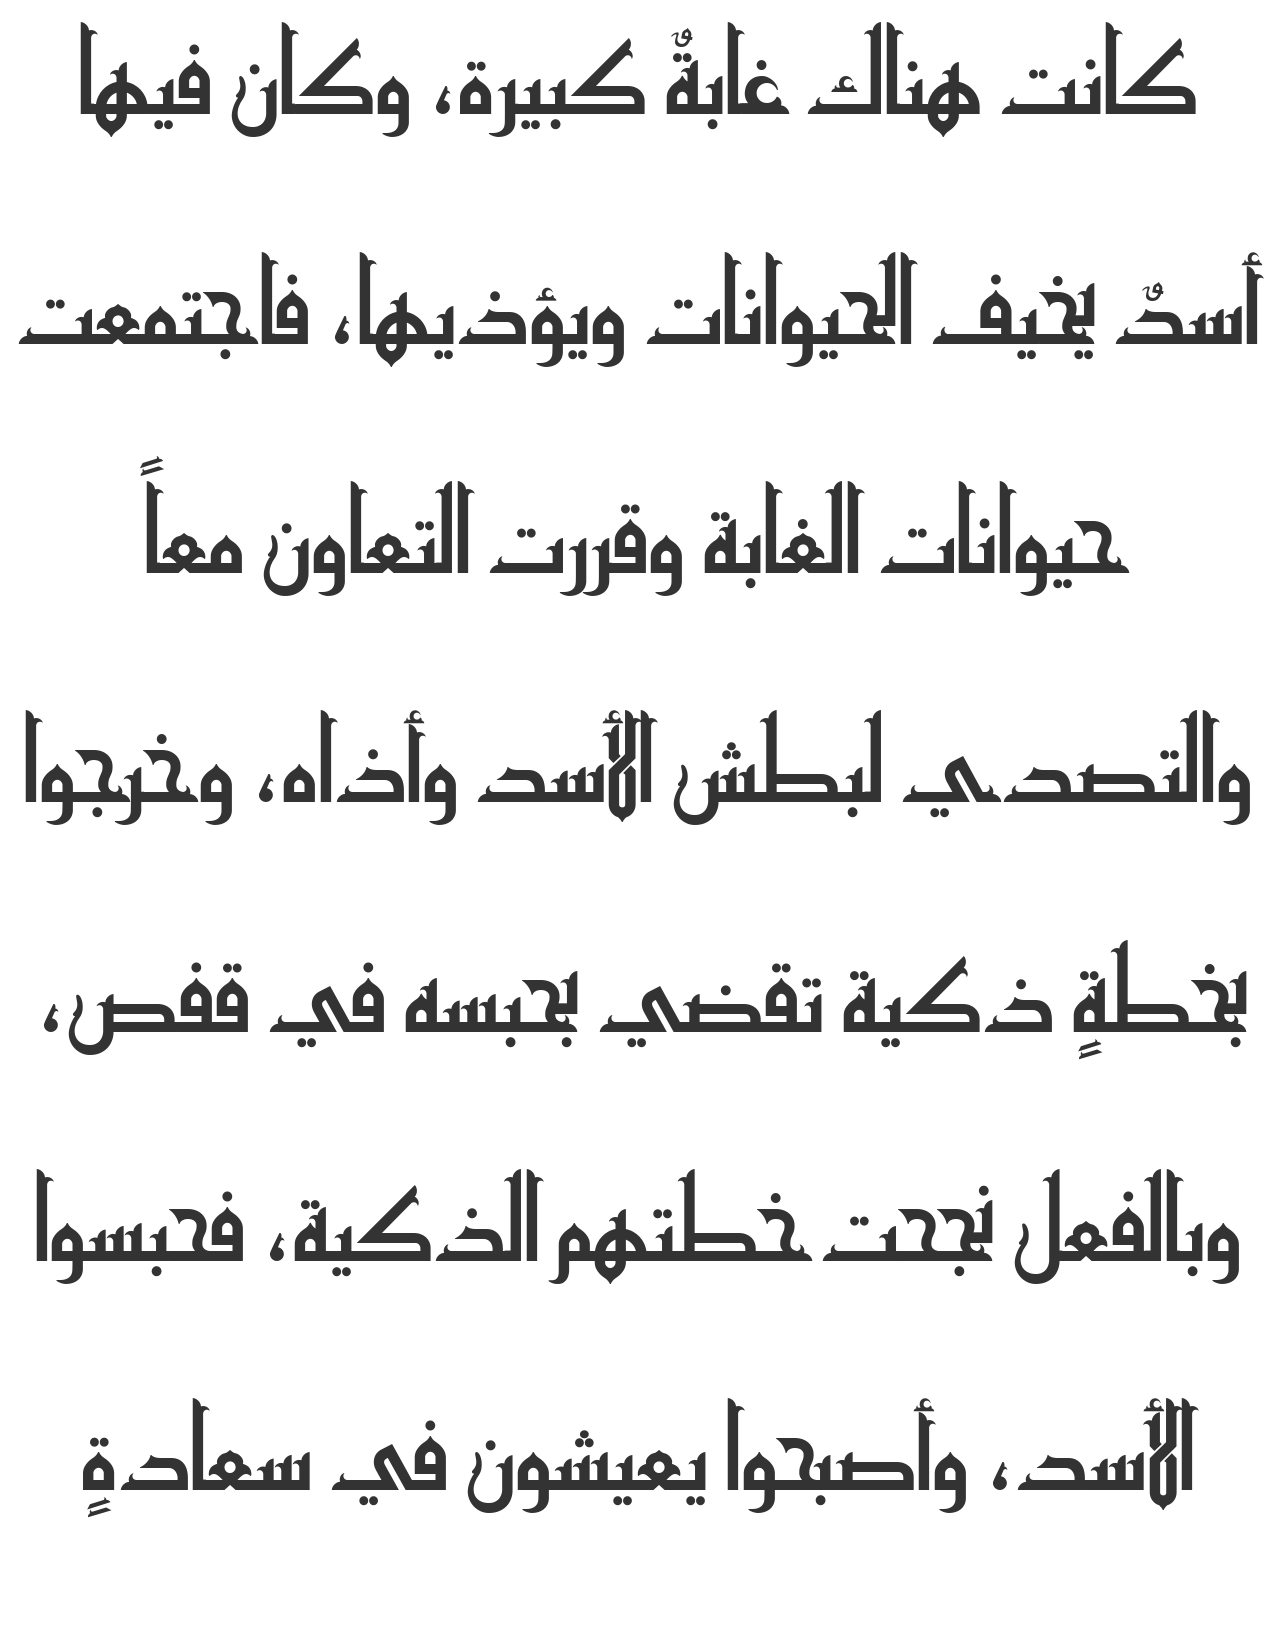 كانت هناك غابةٌ كبيرة، وكان فيها
أسدٌ يخيف الحيوانات ويؤذيها، فاجتمعت
حيوانات الغابة وقررت التعاون معاً
والتصدي لبطش الأسد وأذاه، وخرجوا
بخطةٍ ذكية تقضي بحبسه في قفص،
وبالفعل نجحت خطتهم الذكية، فحبسوا
الأسد، وأصبحوا يعيشون في سعادةٍ